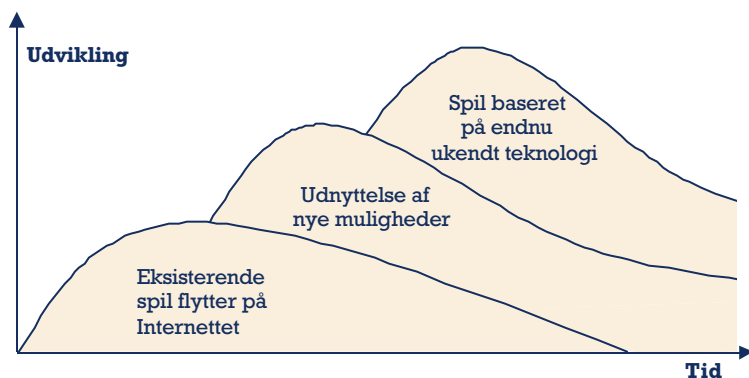 Udvikling
Spil baseret
på endnu
ukendt teknologi
Udnyttelse af
nye muligheder
Eksisterende
spil flytter på
Internettet
Tid